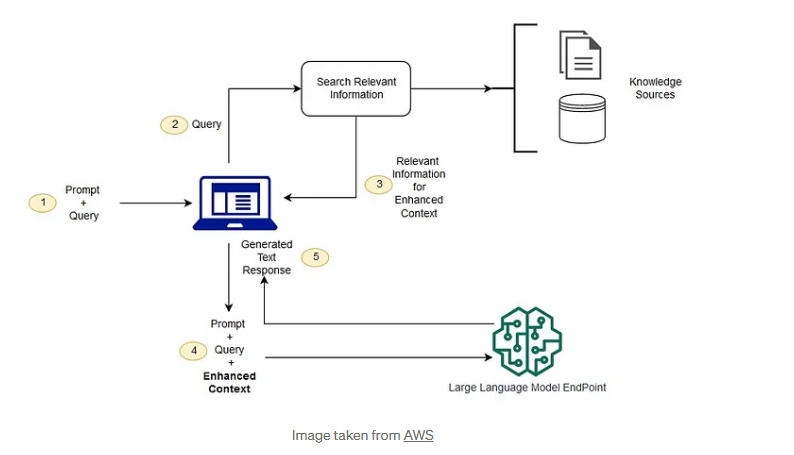 Search Relevant
Information
Knowledge
Sources
2 Query
Relevant
Information
3 for
Enhanced
Context
1
Prompt
+
Query
Generated
Text
Response
5
Prompt
+
4 Query
+
Enhanced
Context
Large Language Model EndPoint
Image taken from AWS